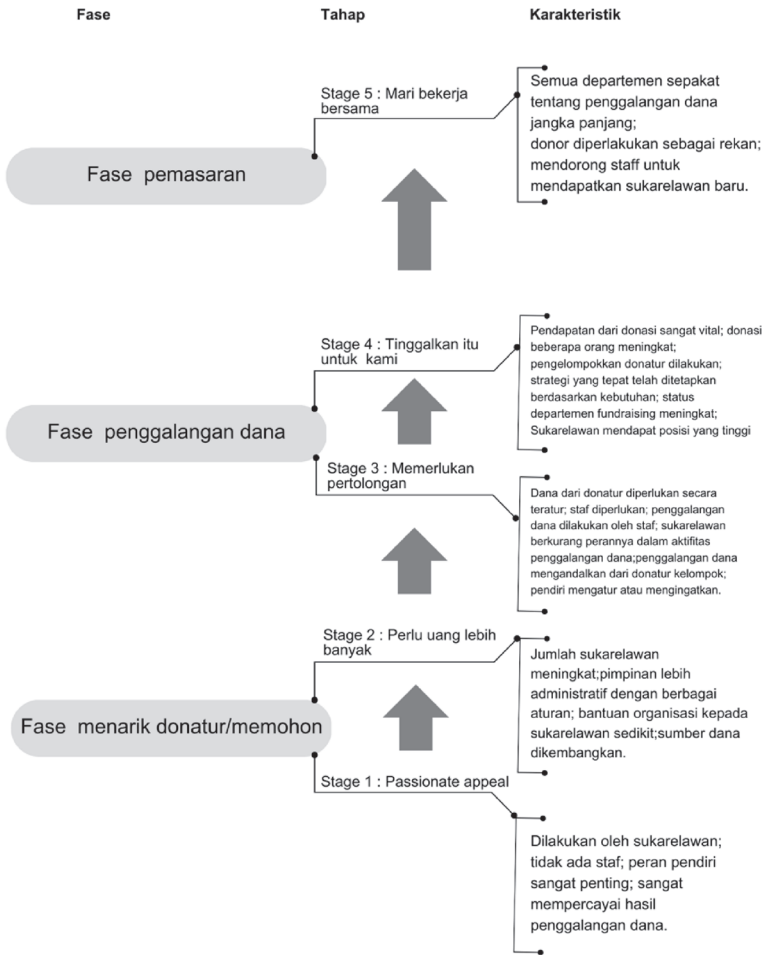 Fase Tahap Karakteristik
Stage 5 : Mari bekerja
bersama
Semua departemen sepakat
tentang penggalangan dana
jangka panjang;
donor diperlakukan sebagai rekan;
mendorong staff untuk
mendapatkan sukarelawan baru.
Fase pemasaran
Stage 4 : Tinggalkan itu
untuk kami
Pendapatan dari donasi sangat vital; donasi
beberapa orang meningkat;
pengelompokkan donatur dilakukan;
strategi yang tepat telah ditetapkan
berdasarkan kebutuhan; status
departemen fundraising meningkat;
Sukarelawan mendapat posisi yang tinggi
Fase penggalangan dana
Stage 3 : Memerlukan
pertolongan
Dana dari donatur diperlukan secara
teratur; staf diperlukan; penggalangan
dana dilakukan oleh staf; sukarelawan
berkurang perannya dalam aktifitas
penggalangan dana;penggalangan dana
mengandalkan dari donatur kelompok;
pendiri mengatur atau mengingatkan.
Stage 2 : Perlu uang lebih
banyak
Jumlah sukarelawan
meningkat;pimpinan lebih
administratif dengan berbagai
aturan; bantuan organisasi kepada
sukarelawan sedikit;sumber dana
dikembangkan.
Fase menarik donatur/memohon
Stage 1 : Passionate appeal
Dilakukan oleh sukarelawan;
tidak ada staf; peran pendiri
sangat penting; sangat
mempercayai hasil
penggalangan dana.